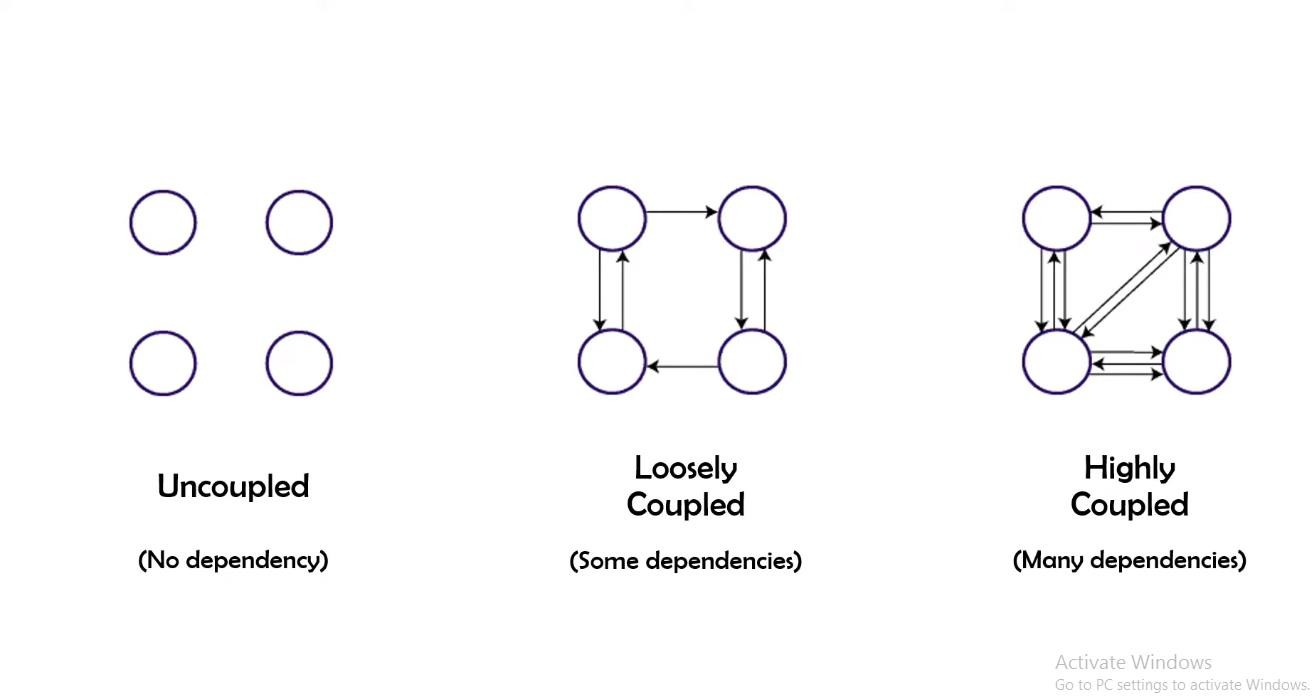 Uncoupled
(No dependency)
Loosely
Coupled
(Some dependencies)
Highly
Coupled
(Many dependencies)
Activate Windows
Go to PC settings to activate Windows.